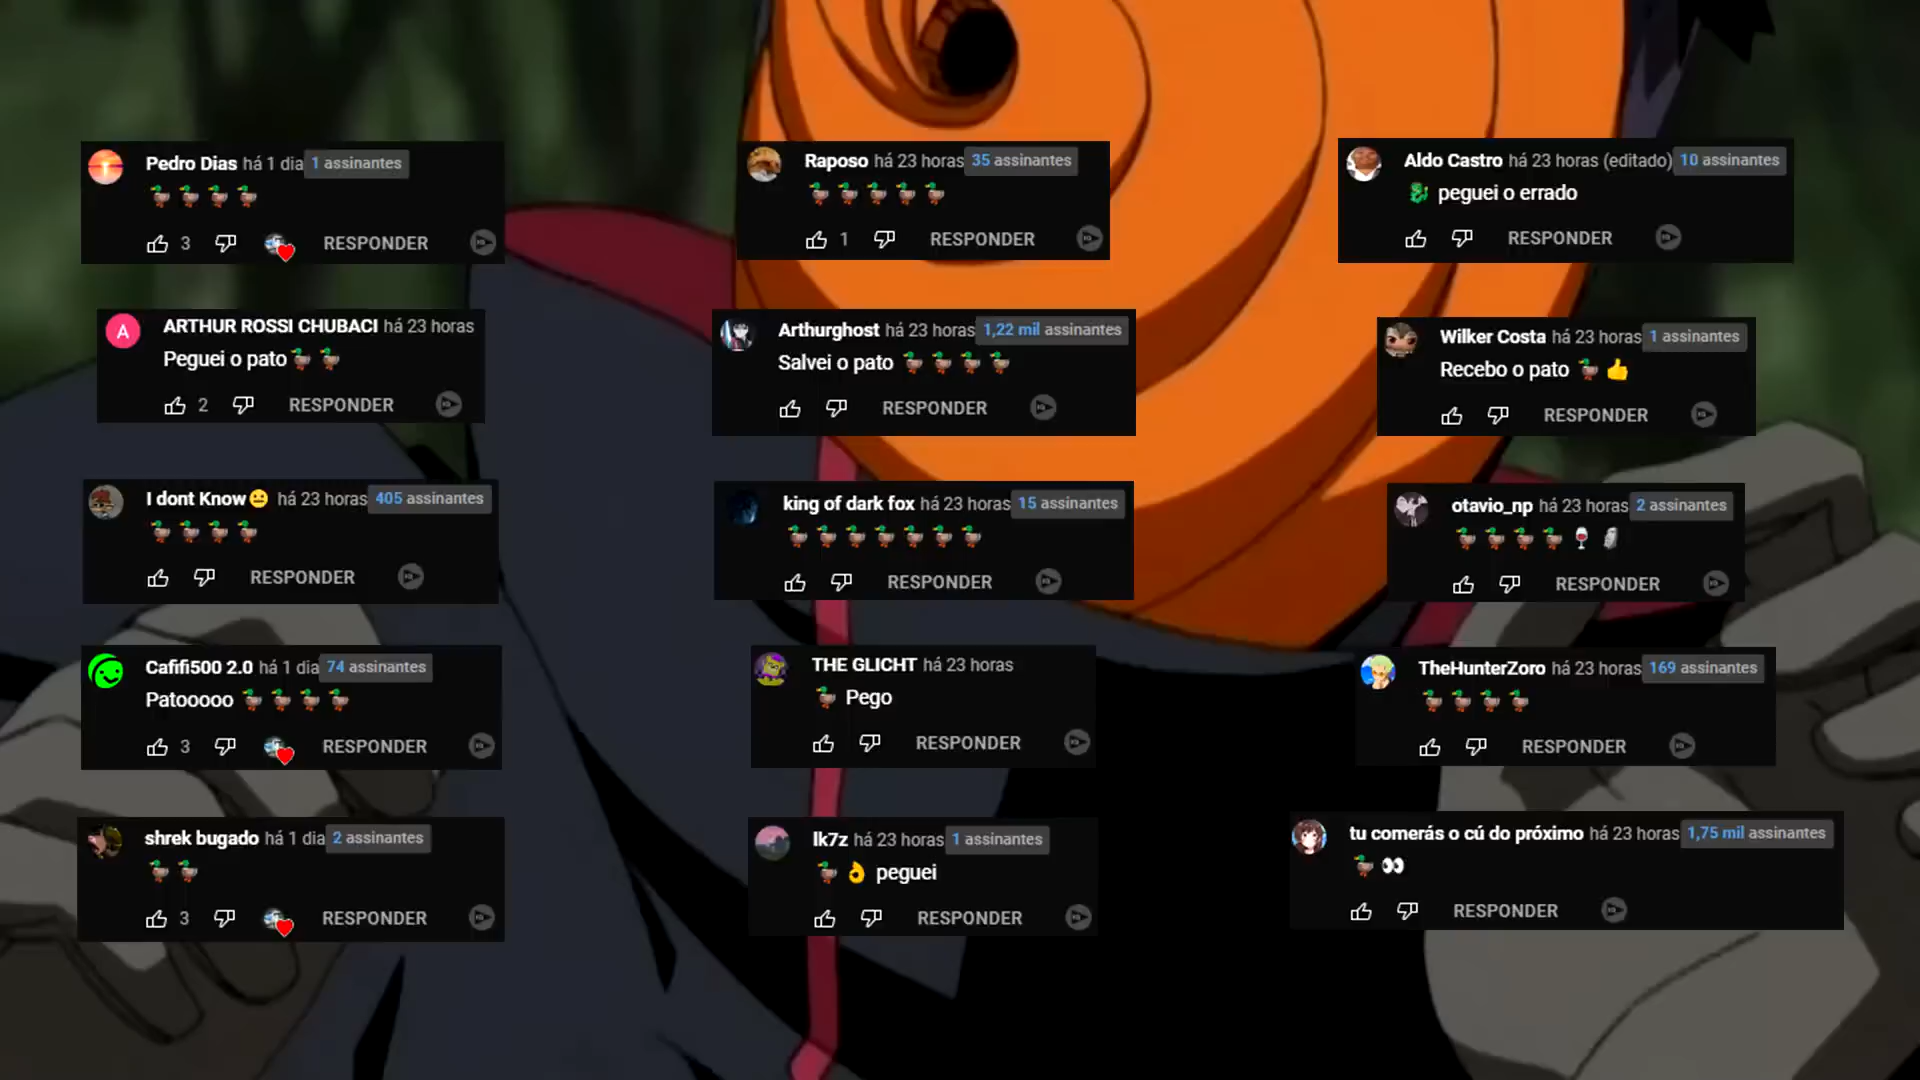 Pedro Dias há 1 dia 1 assinantes
🦆 🦆 🦆 🦆
3 RESPONDER
A ARTHUR ROSSI CHUBACI há 23 horas
Peguei o pato 🦆 🦆
2 RESPONDER
I dont Know😐 há 23 horas 405 assinantes
🦆 🦆 🦆 🦆
RESPONDER
Cafifi500 2.0 há 1 dia 74 assinantes
Patooooo 🦆 🦆 🦆 🦆
3 RESPONDER
shrek bugado há 1 dia 2 assinantes
🦆 🦆
3 RESPONDER
Raposo há 23 horas 35 assinantes
🦆 🦆 🦆 🦆 🦆
1 RESPONDER
Arthurghost há 23 horas 1,22 mil assinantes
Salvei o pato 🦆 🦆 🦆 🦆
RESPONDER
king of dark fox há 23 horas 15 assinantes
🦆 🦆 🦆 🦆 🦆 🦆 🦆
RESPONDER
THE GLICHT há 23 horas
🦆 Pego
RESPONDER
lk7z há 23 horas 1 assinantes
🦆 👌 peguei
RESPONDER
Aldo Castro há 23 horas (editado) 10 assinantes
🐉 peguei o errado
RESPONDER
Wilker Costa há 23 horas 1 assinantes
Recebo o pato 🦆 👍
RESPONDER
otavio_np há 23 horas 2 assinantes
🦆 🦆 🦆 🦆 🍷 🗿
RESPONDER
TheHunterZoro há 23 horas 169 assinantes
🦆 🦆 🦆 🦆
RESPONDER
tu comerás o cú do próximo há 23 horas 1,75 mil assinantes
🦆 👀
RESPONDER